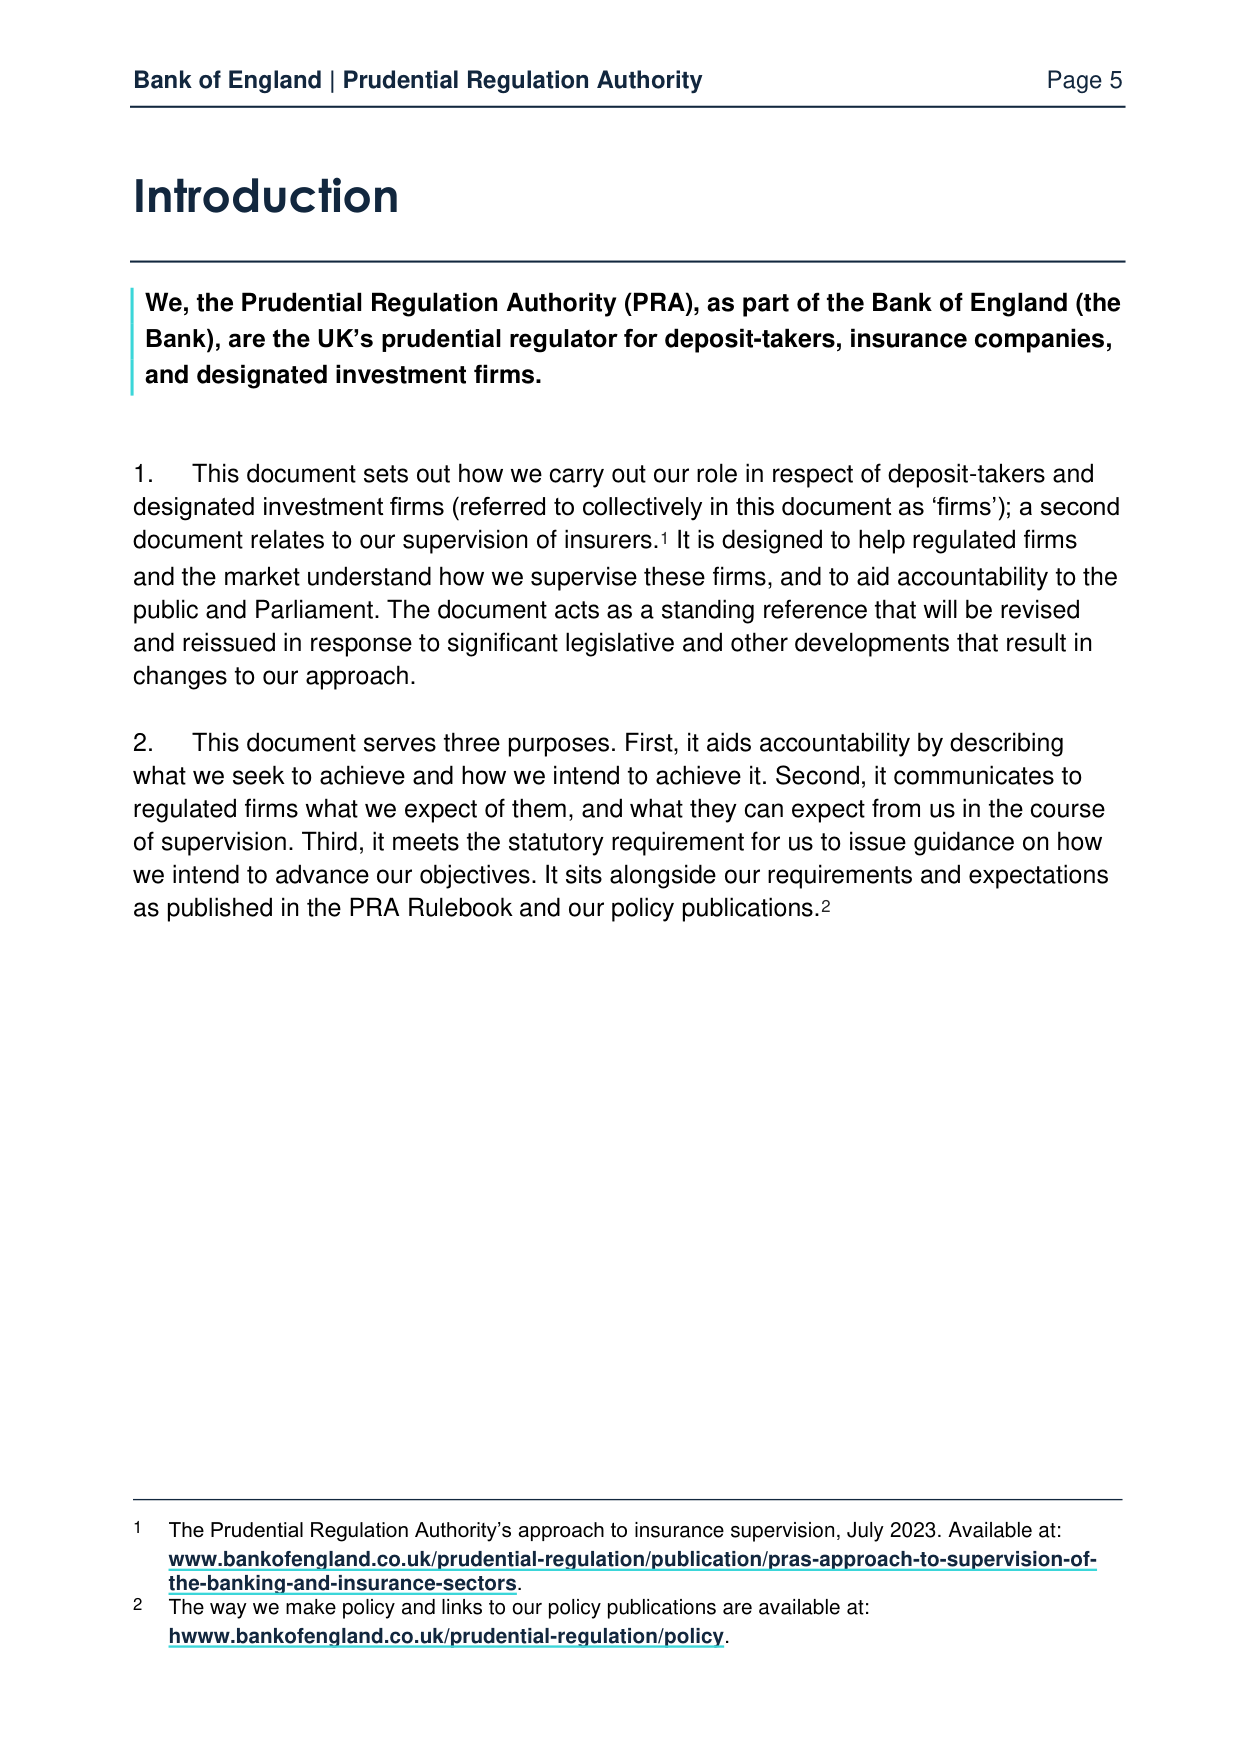 Bank of England | Prudential Regulation Authority Page 5
Introduction
We, the Prudential Regulation Authority (PRA), as part of the Bank of England (the
Bank), are the UK’s prudential regulator for deposit-takers, insurance companies,
and designated investment firms.
1. This document sets out how we carry out our role in respect of deposit-takers and
designated investment firms (referred to collectively in this document as ‘firms’); a second
document relates to our supervision of insurers.1 It is designed to help regulated firms
and the market understand how we supervise these firms, and to aid accountability to the
public and Parliament. The document acts as a standing reference that will be revised
and reissued in response to significant legislative and other developments that result in
changes to our approach.
2. This document serves three purposes. First, it aids accountability by describing
what we seek to achieve and how we intend to achieve it. Second, it communicates to
regulated firms what we expect of them, and what they can expect from us in the course
of supervision. Third, it meets the statutory requirement for us to issue guidance on how
we intend to advance our objectives. It sits alongside our requirements and expectations
as published in the PRA Rulebook and our policy publications.2
1 The Prudential Regulation Authority’s approach to insurance supervision, July 2023. Available at:
www.bankofengland.co.uk/prudential-regulation/publication/pras-approach-to-supervision-of-
the-banking-and-insurance-sectors.
2 The way we make policy and links to our policy publications are available at:
hwww.bankofengland.co.uk/prudential-regulation/policy.